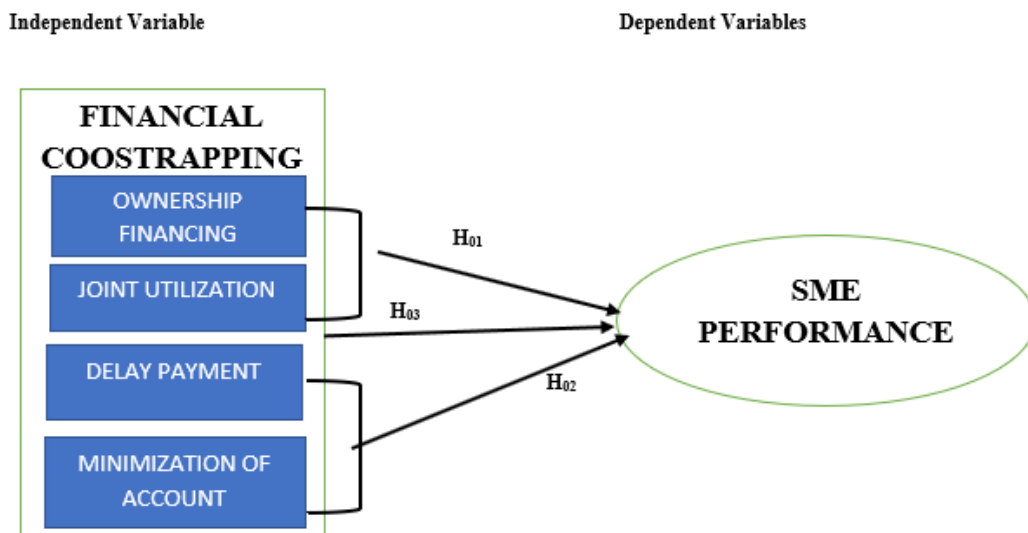 Independent Variable
Dependent Variables
FINANCIAL
COOSTRAPPING
OWNERSHIP
FINANCING
JOINT UTILIZATION
DELAY PAYMENT
MINIMIZATION OF
ACCOUNT
H01
H03
H02
SME
PERFORMANCE